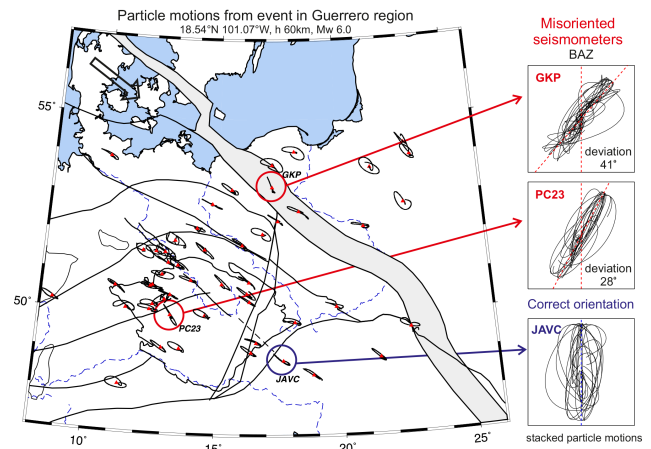 Particle motions from event in Guerrero region
18.54°N 101.07°W, h 60km, Mw 6.0
Misoriented
seismometers
BAZ
GKP
deviation
41°
PC23
deviation
28°
Correct orientation
JAVC
stacked particle motions
55°
50°
10°
15°
20°
25°
GKP
PC23
JAVC